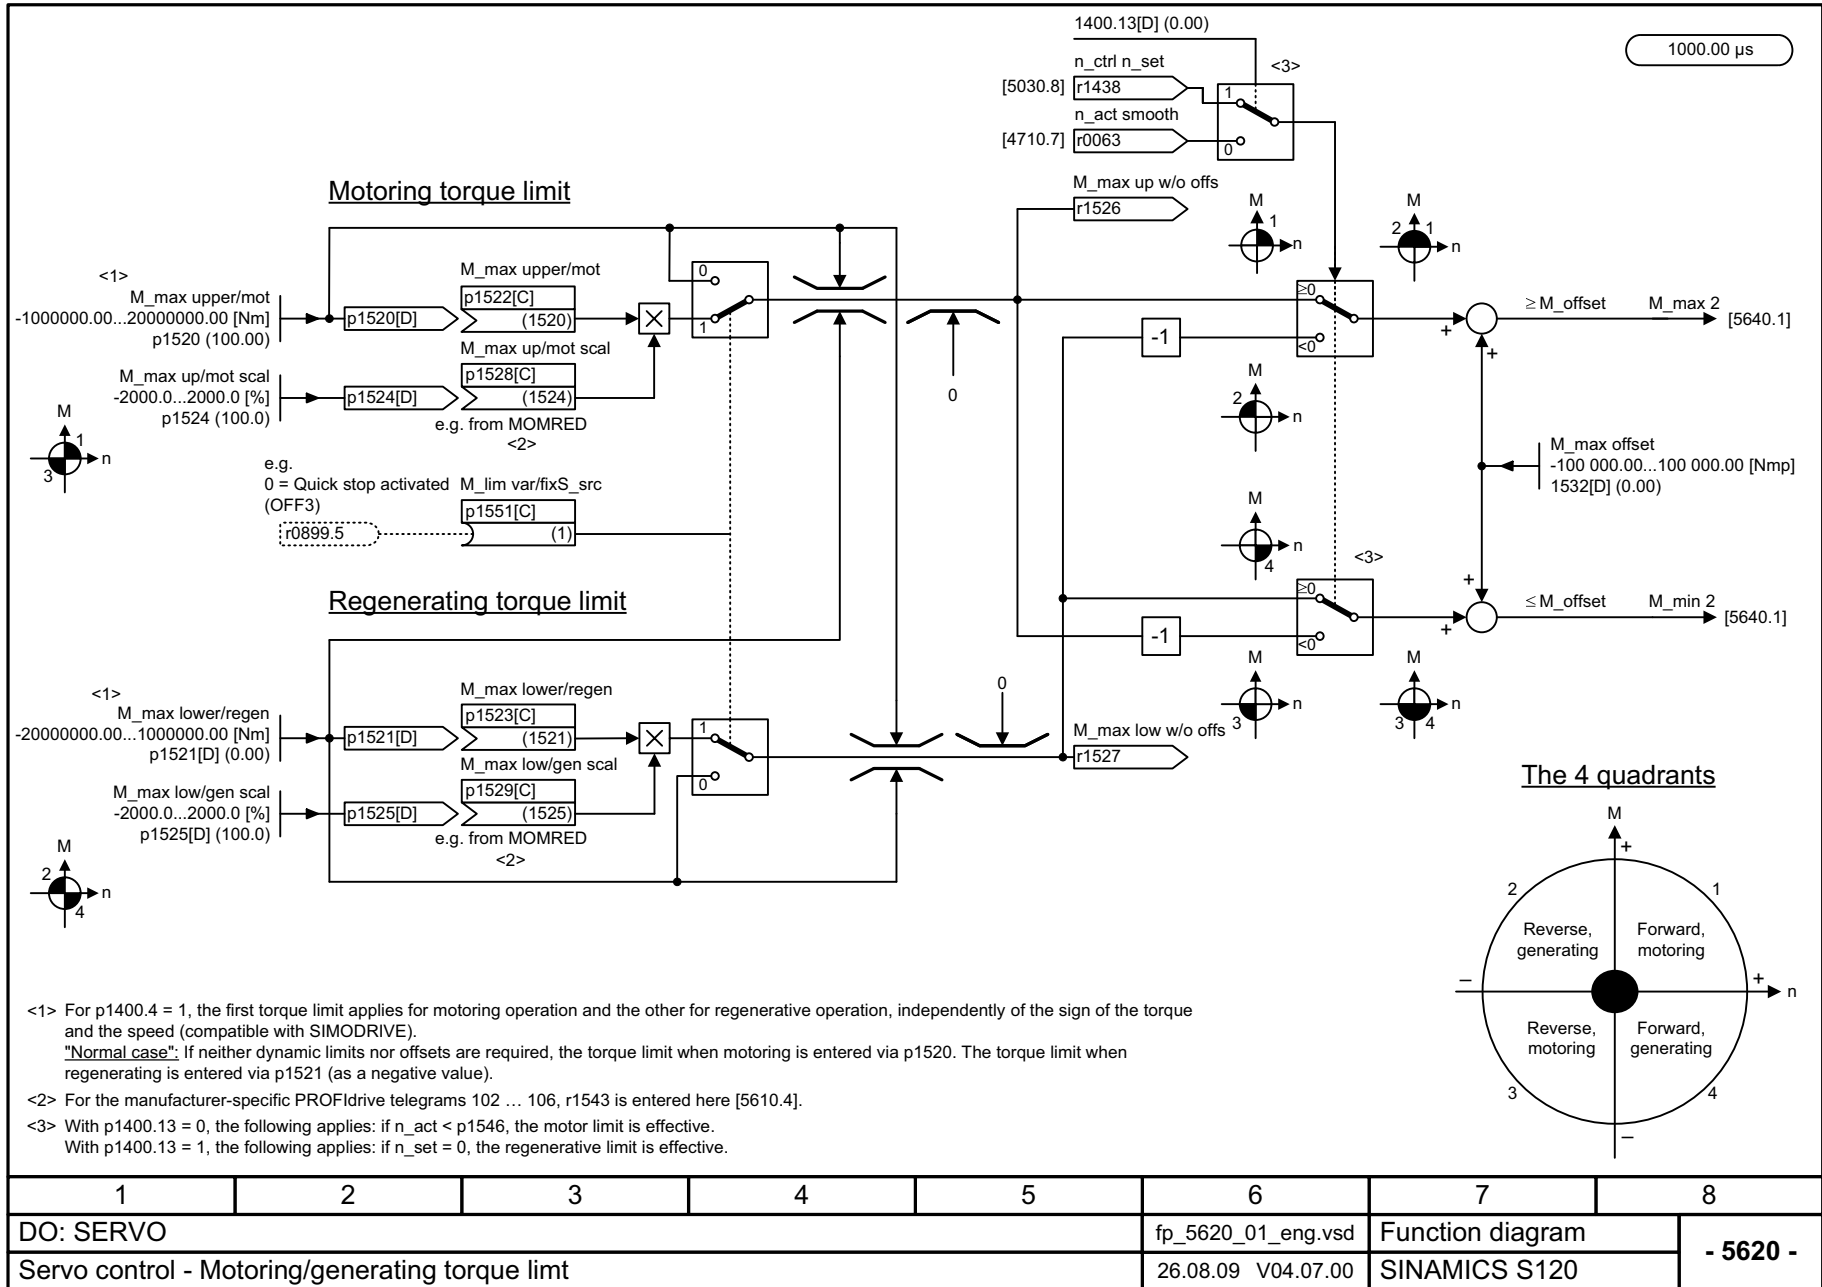 1400.13[D] (0.00)
1000.00 µs
n_ctrl n_set
<3>
[5030.8]
r1438
1
n_act smooth
[4710.7]
r0063
0
Motoring torque limit
M_max up w/o offs
r1526
M
1
n
M
2
1
n
<1>
M_max upper/mot
-1000000.00...20000000.00 [Nm]
p1520 (100.00)
p1520[D]
M_max upper/mot
p1522[C]
(1520)
0
1
≥0
<0
+
+
≥ M_offset
M_max 2
[5640.1]
-1
M_max up/mot scal
-2000.0...2000.0 [%]
p1524 (100.0)
p1524[D]
M_max up/mot scal
p1528[C]
(1524)
e.g. from MOMRED
<2>
0
M
2
n
M
1
3
n
M_max offset
-100 000.00...100 000.00 [Nmp]
1532[D] (0.00)
e.g.
0 = Quick stop activated
(OFF3)
r0899.5
M_lim var/fixS_src
p1551[C]
(1)
M
n
4
<3>
Regenerating torque limit
≥0
<0
+
+
≤ M_offset
M_min 2
[5640.1]
-1
M
3
n
M
3
4
n
<1>
M_max lower/regen
-20000000.00...1000000.00 [Nm]
p1521[D] (0.00)
p1521[D]
M_max lower/regen
p1523[C]
(1521)
1
0
0
M_max low w/o offs
r1527
M_max low/gen scal
-2000.0...2000.0 [%]
p1525[D] (100.0)
p1525[D]
M_max low/gen scal
p1529[C]
(1525)
e.g. from MOMRED
<2>
M
2
n
4
The 4 quadrants
M
+
2
1
Reverse,
generating
Forward,
motoring
–
+
n
Reverse,
motoring
Forward,
generating
3
4
–
<1> For p1400.4 = 1, the first torque limit applies for motoring operation and the other for regenerative operation, independently of the sign of the torque
and the speed (compatible with SIMODRIVE).
"Normal case": If neither dynamic limits nor offsets are required, the torque limit when motoring is entered via p1520. The torque limit when
regenerating is entered via p1521 (as a negative value).
<2> For the manufacturer-specific PROFIdrive telegrams 102 … 106, r1543 is entered here [5610.4].
<3> With p1400.13 = 0, the following applies: if n_act < p1546, the motor limit is effective.
With p1400.13 = 1, the following applies: if n_set = 0, the regenerative limit is effective.
1 2 3 4 5 6 7 8
DO: SERVO
fp_5620_01_eng.vsd
Function diagram
- 5620 -
Servo control - Motoring/generating torque limt
26.08.09 V04.07.00
SINAMICS S120